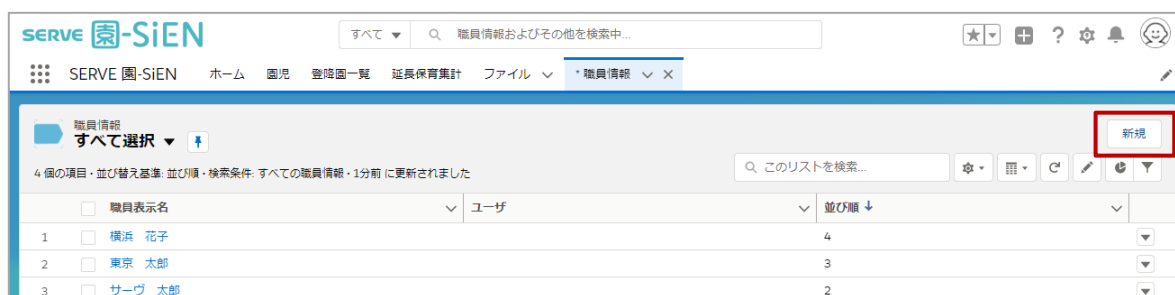 SERVE 園-SiEN すべて 職員情報およびその他を検索中...
SERVE 園-SiEN ホーム 園児 登降園一覧 延長保育集計 ファイル * 職員情報
職員情報
すべて選択
新規
4 個の項目・並び替え基準: 並び順・検索条件: すべての職員情報・1分前 に更新されました
このリストを検索...
職員表示名 ユーザ 並び順 ↓
1 横浜 花子 4
2 東京 太郎 3
3 サーヴ 太郎 2